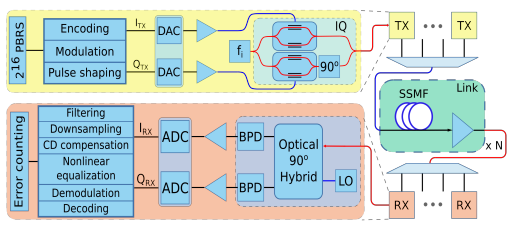 2^16 PBRS
Encoding
Modulation
Pulse shaping
I_TX
Q_TX
DAC
DAC
f_i
IQ
90°
TX
TX
SSMF
Link
x N
Error counting
Filtering
Downsampling
CD compensation
Nonlinear
equalization
Demodulation
Decoding
I_RX
Q_RX
ADC
ADC
BPD
BPD
Optical
90°
Hybrid
LO
RX
RX